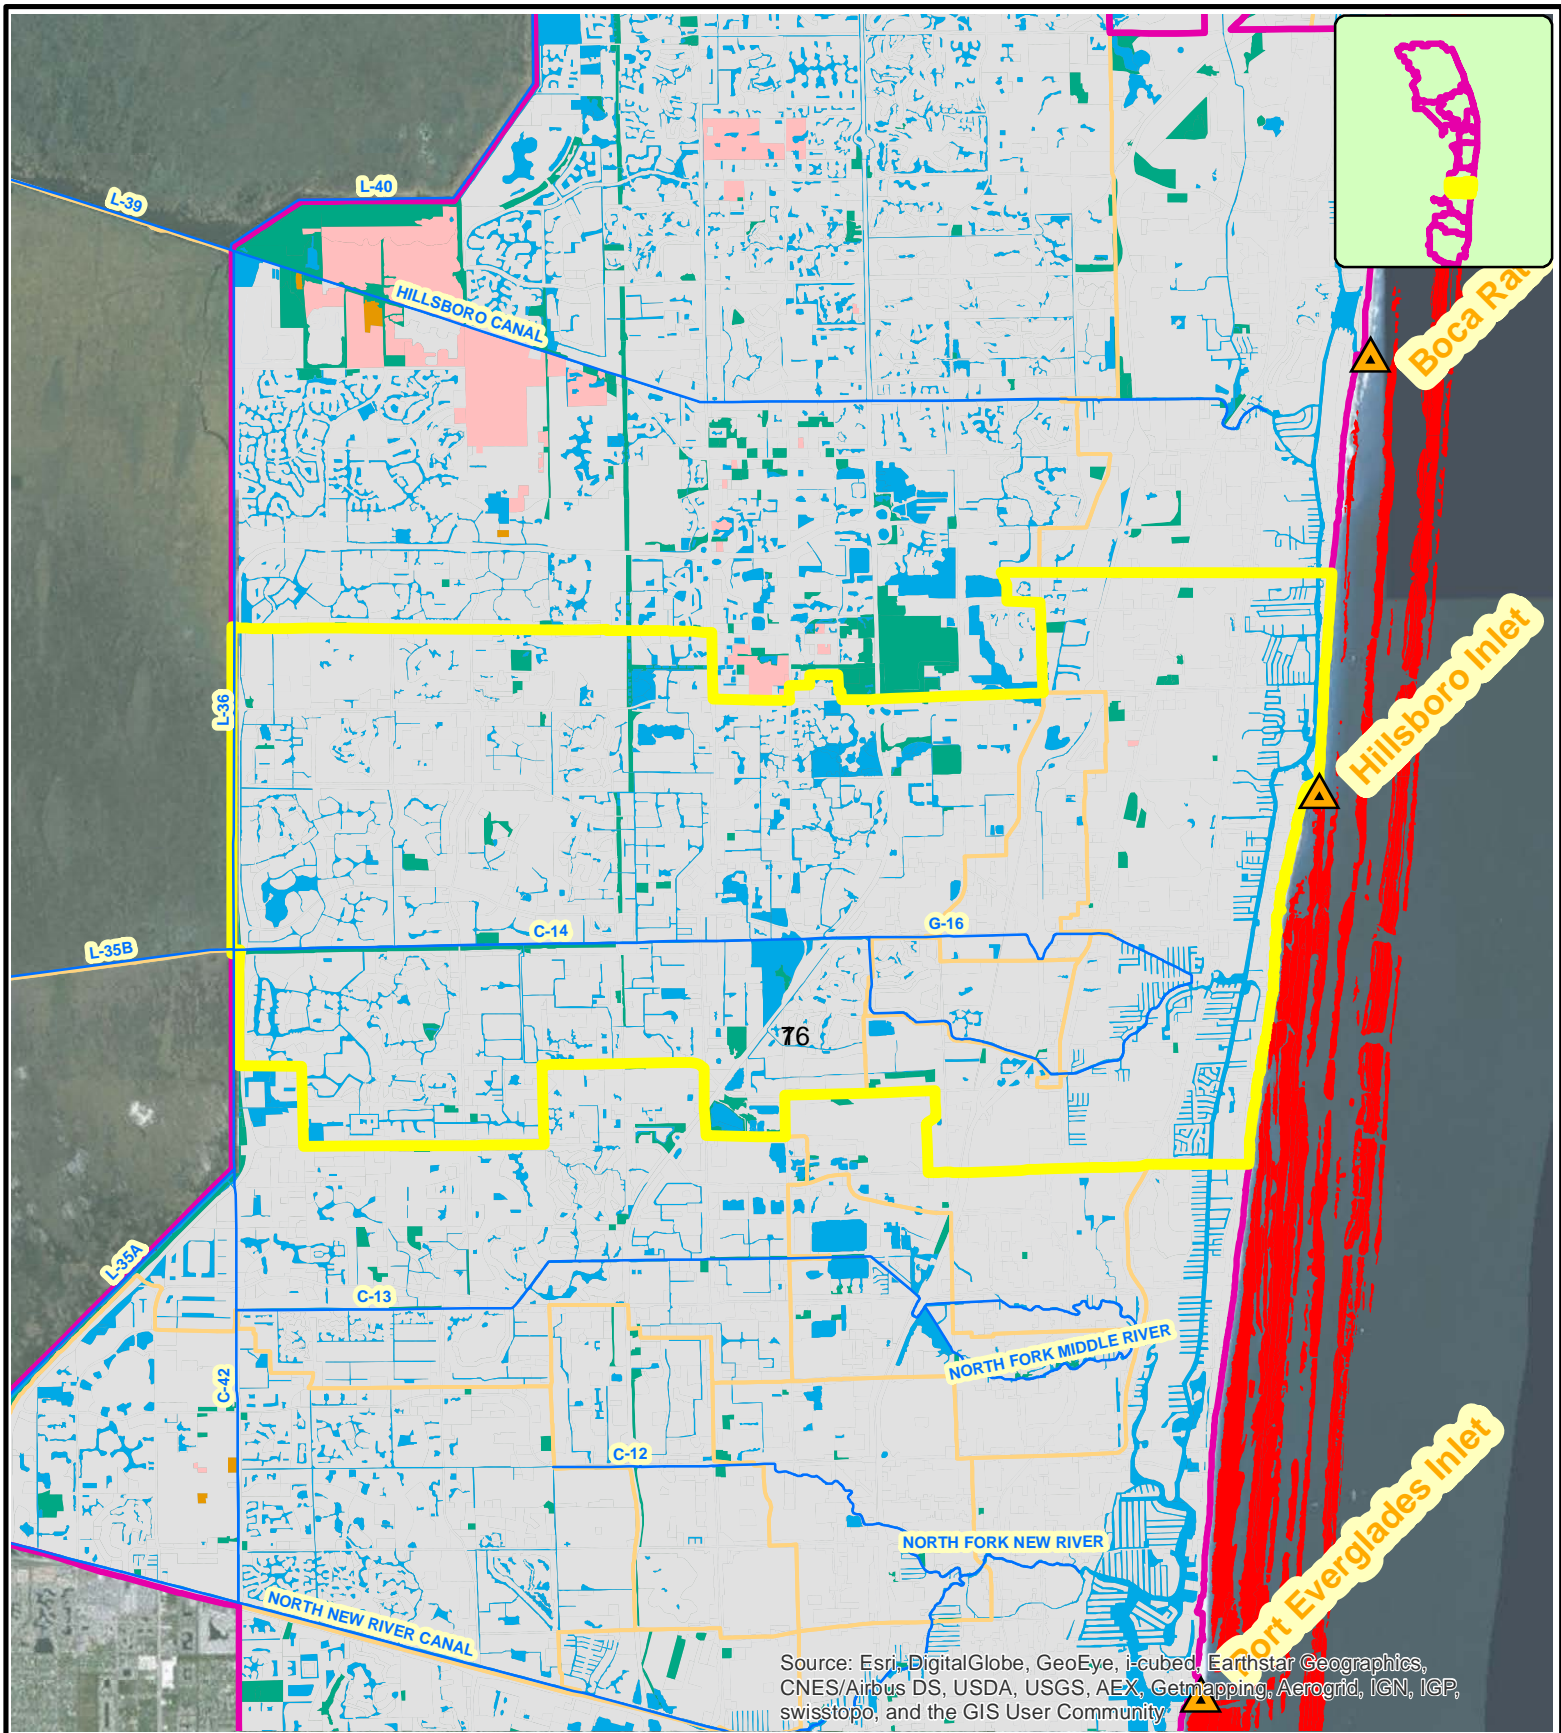 L-40
L-39
HILLSBORO CANAL
Boca Rat
Hillsboro Inlet
L-36
G-16
C-14
L-35B
L-35A
C-13
NORTH FORK MIDDLE RIVER
C-42
C-12
Port Everglades Inlet
NORTH FORK NEW RIVER
NORTH NEW RIVER CANAL
Source: Esri, DigitalGlobe, GeoEye, i-cubed, Earthstar Geographics,
CNES/Airbus DS, USDA, USGS, AEX, Getmapping, Aerogrid, IGN, IGP,
swisstopo, and the GIS User Community